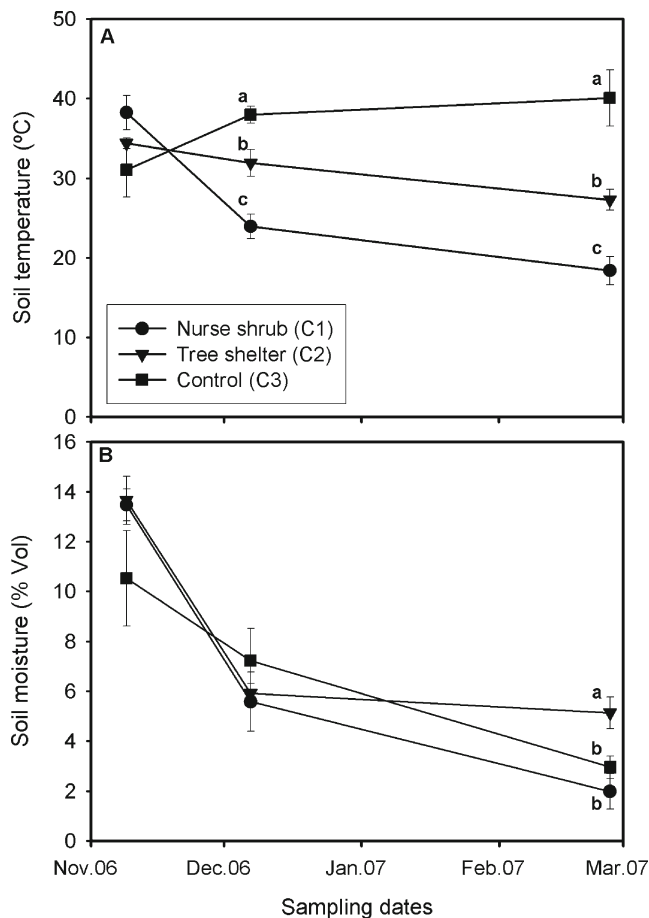 A
50
40
30
20
10
0
Soil temperature (ºC)
a
b
c
a
b
c
Nurse shrub (C1)
Tree shelter (C2)
Control (C3)
B
16
14
12
10
8
6
4
2
0
Soil moisture (% Vol)
a
b
b
Nov.06 Dec.06 Jan.07 Feb.07 Mar.07
Sampling dates